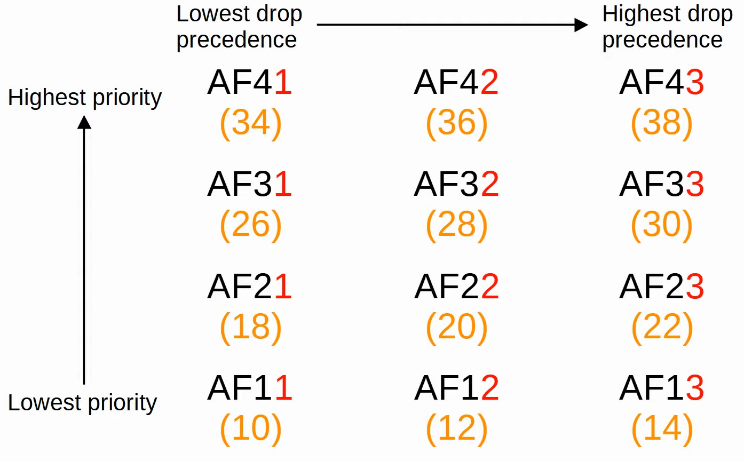 Lowest drop
precedence
Highest drop
precedence
Highest priority
AF41 AF42 AF43
(34) (36) (38)
AF31 AF32 AF33
(26) (28) (30)
AF21 AF22 AF23
(18) (20) (22)
Lowest priority
AF11 AF12 AF13
(10) (12) (14)